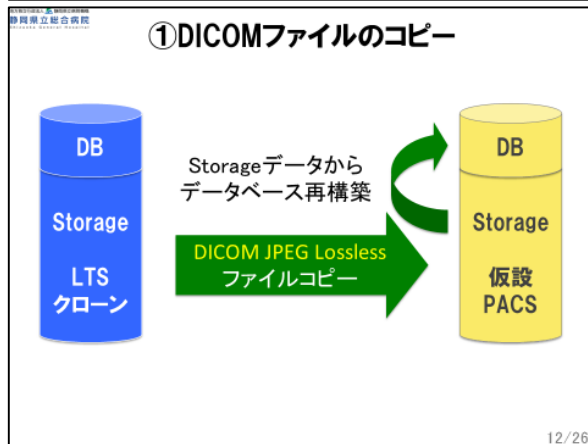 静岡県立総合病院
Shizuoka General Hospital
①DICOMファイルのコピー
DB
Storage
LTS
クローン
Storageデータから
データベース再構築
DICOM JPEG Lossless
ファイルコピー
DB
Storage
仮設
PACS
12/26